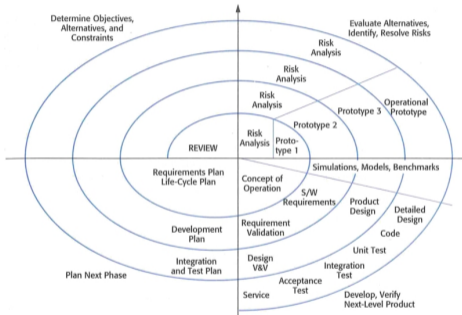 Determine Objectives,
Alternatives, and
Constraints
Evaluate Alternatives,
Identify, Resolve Risks
Risk
Analysis
Risk
Analysis
Risk
Analysis
Risk
Analysis
REVIEW
Proto-
type 1
Prototype 2
Prototype 3
Operational
Prototype
Simulations, Models, Benchmarks
Requirements Plan
Life-Cycle Plan
Concept of
Operation
S/W
Requirements
Product
Design
Detailed
Design
Development
Plan
Requirement
Validation
Code
Unit Test
Integration
and Test Plan
Design
V&V
Integration
Test
Acceptance
Test
Service
Plan Next Phase
Develop, Verify
Next-Level Product